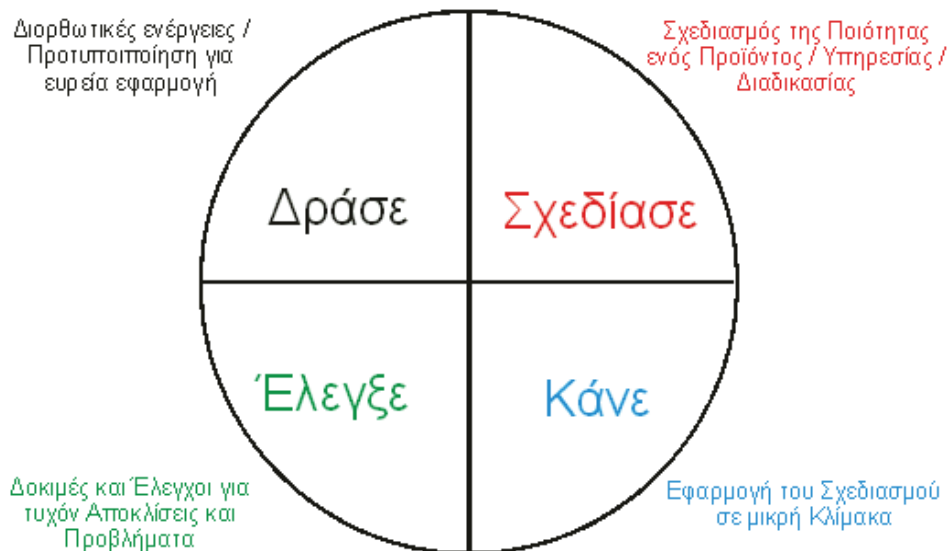 Διορθωτικές ενέργειες /
Προτυποιποίηση για
ευρεία εφαρμογή
Σχεδιασμός της Ποιότητας
ενός Προϊόντος / Υπηρεσίας /
Διαδικασίας
Δράσε
Σχεδίασε
Έλεγξε
Κάνε
Δοκιμές και Έλεγχοι για
τυχόν Αποκλίσεις και
Προβλήματα
Εφαρμογή του Σχεδιασμού
σε μικρή Κλίμακα